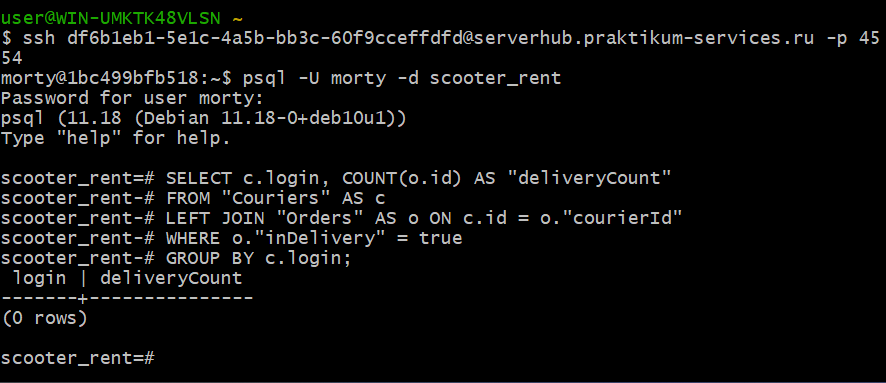 user@WIN-UMKTK48VLSN ~
$ ssh df6b1eb1-5e1c-4a5b-bb3c-60f9cceffdfd@serverhub.praktikum-services.ru -p 45
54
morty@1bc499bfb518:~$ psql -U morty -d scooter_rent
Password for user morty:
psql (11.18 (Debian 11.18-0+deb10u1))
Type "help" for help.
scooter_rent=# SELECT c.login, COUNT(o.id) AS "deliveryCount"
scooter_rent-# FROM "Couriers" AS c
scooter_rent-# LEFT JOIN "Orders" AS o ON c.id = o."courierId"
scooter_rent-# WHERE o."inDelivery" = true
scooter_rent-# GROUP BY c.login;
 login | deliveryCount
-------+---------------
(0 rows)
scooter_rent=#